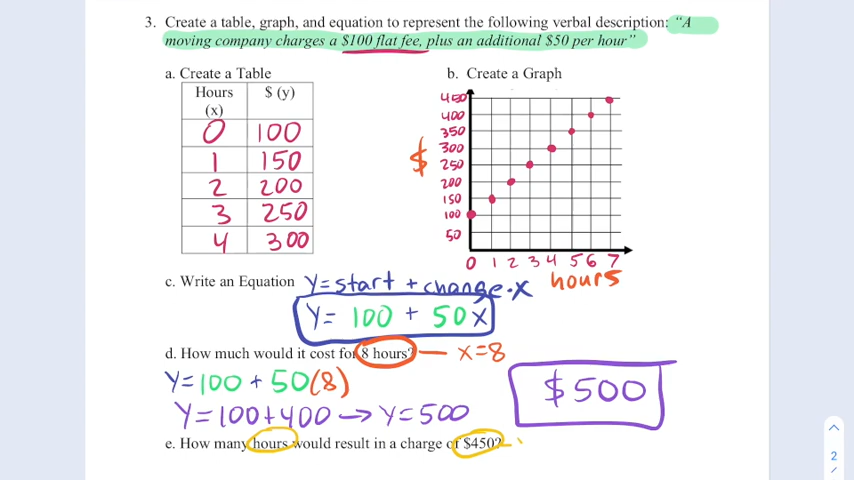 3. Create a table, graph, and equation to represent the following verbal description: “A
moving company charges a $100 flat fee, plus an additional $50 per hour”
a. Create a Table
Hours (x) $ (y)
0 100
1 150
2 200
3 250
4 300
b. Create a Graph
450
400
350
300
$
250
200
150
100
50
0 1 2 3 4 5 6 7
hours
c. Write an Equation y=start + change·x
y= 100 + 50x
d. How much would it cost for 8 hours? — x=8
y=100 + 50(8)
y=100+400→y=500
$500
e. How many hours would result in a charge of $450?
2